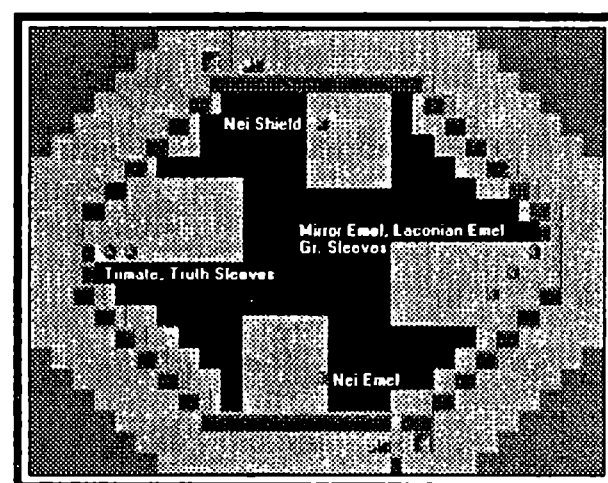 Nei Shield
Mirror Emel, Laconian Emel
Gr. Sleeves
Trimate, Truth Sleeves
Nei Emel